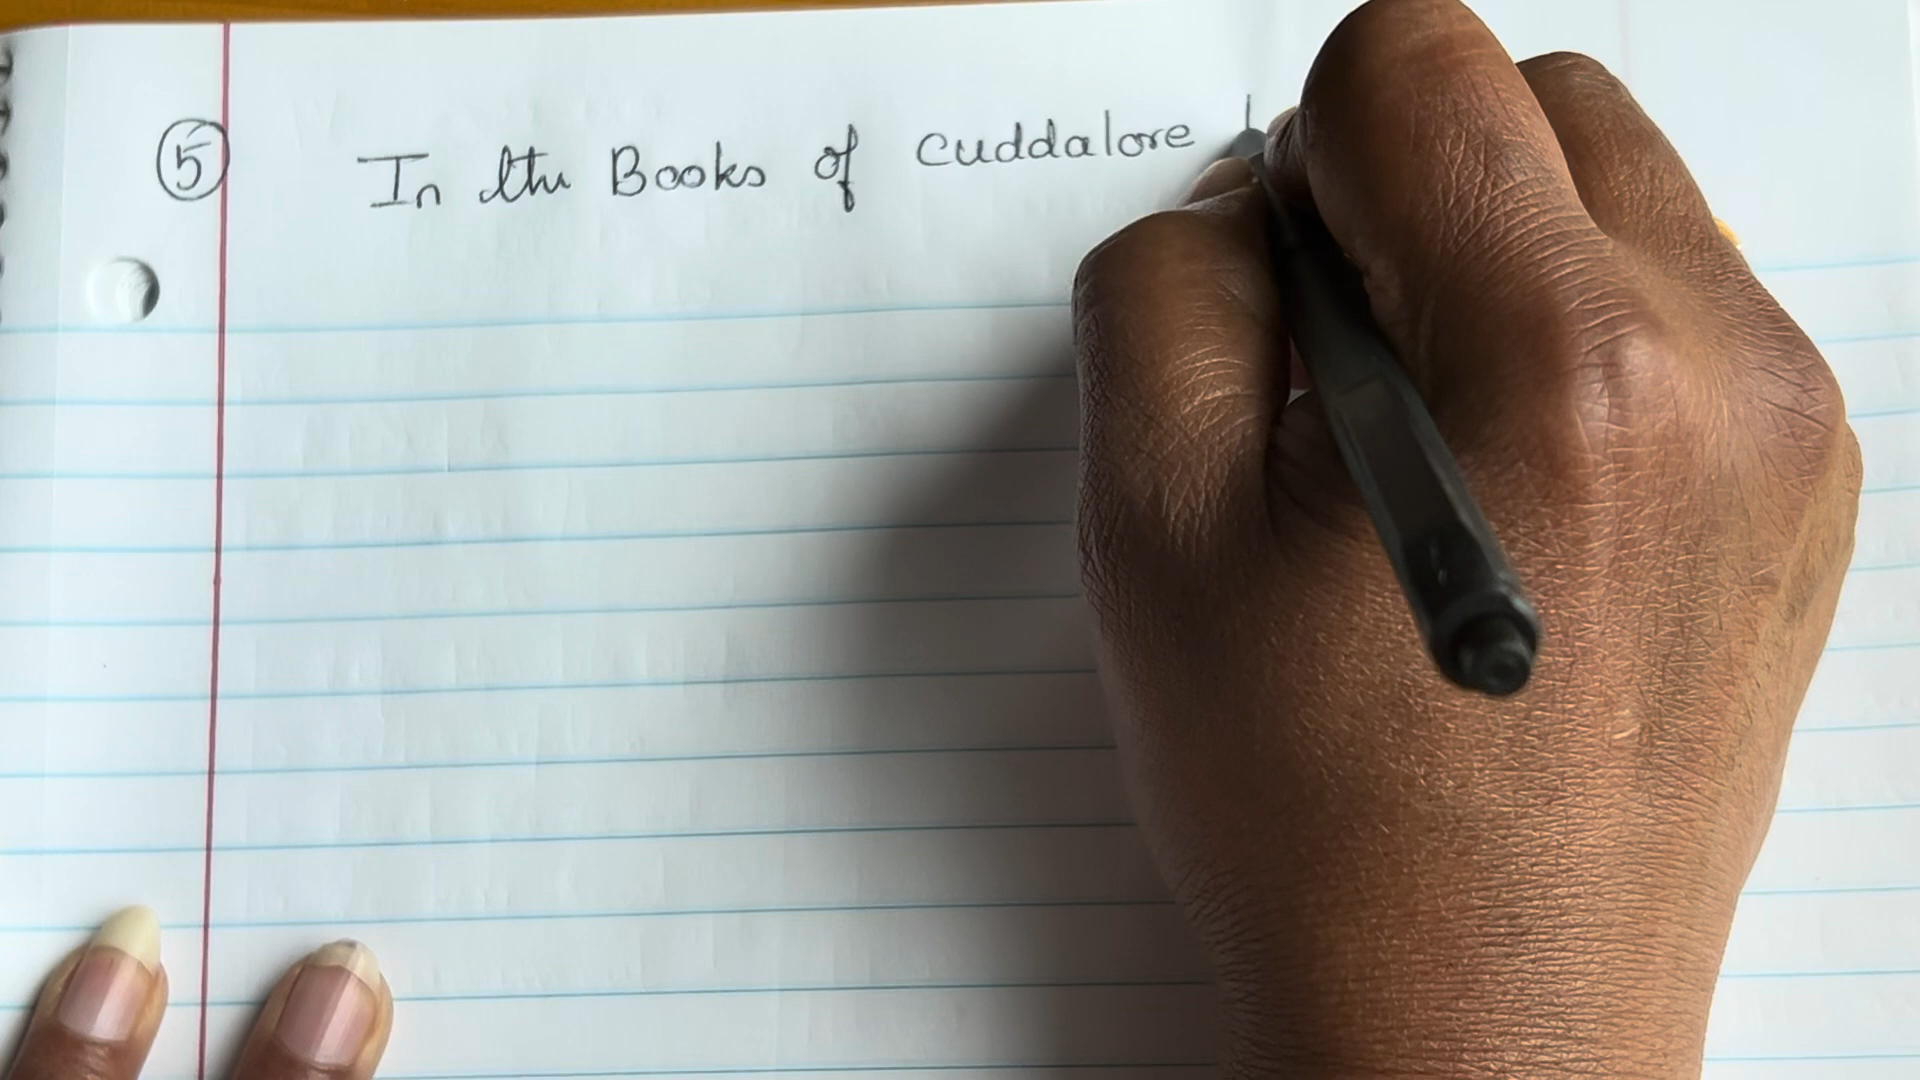 ⑤ In the Books of Cuddalore